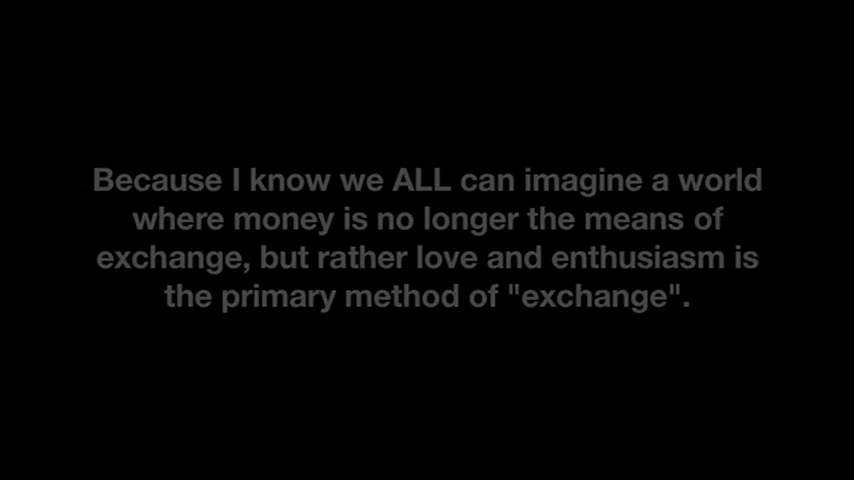 Because I know we ALL can imagine a world
where money is no longer the means of
exchange, but rather love and enthusiasm is
the primary method of "exchange".